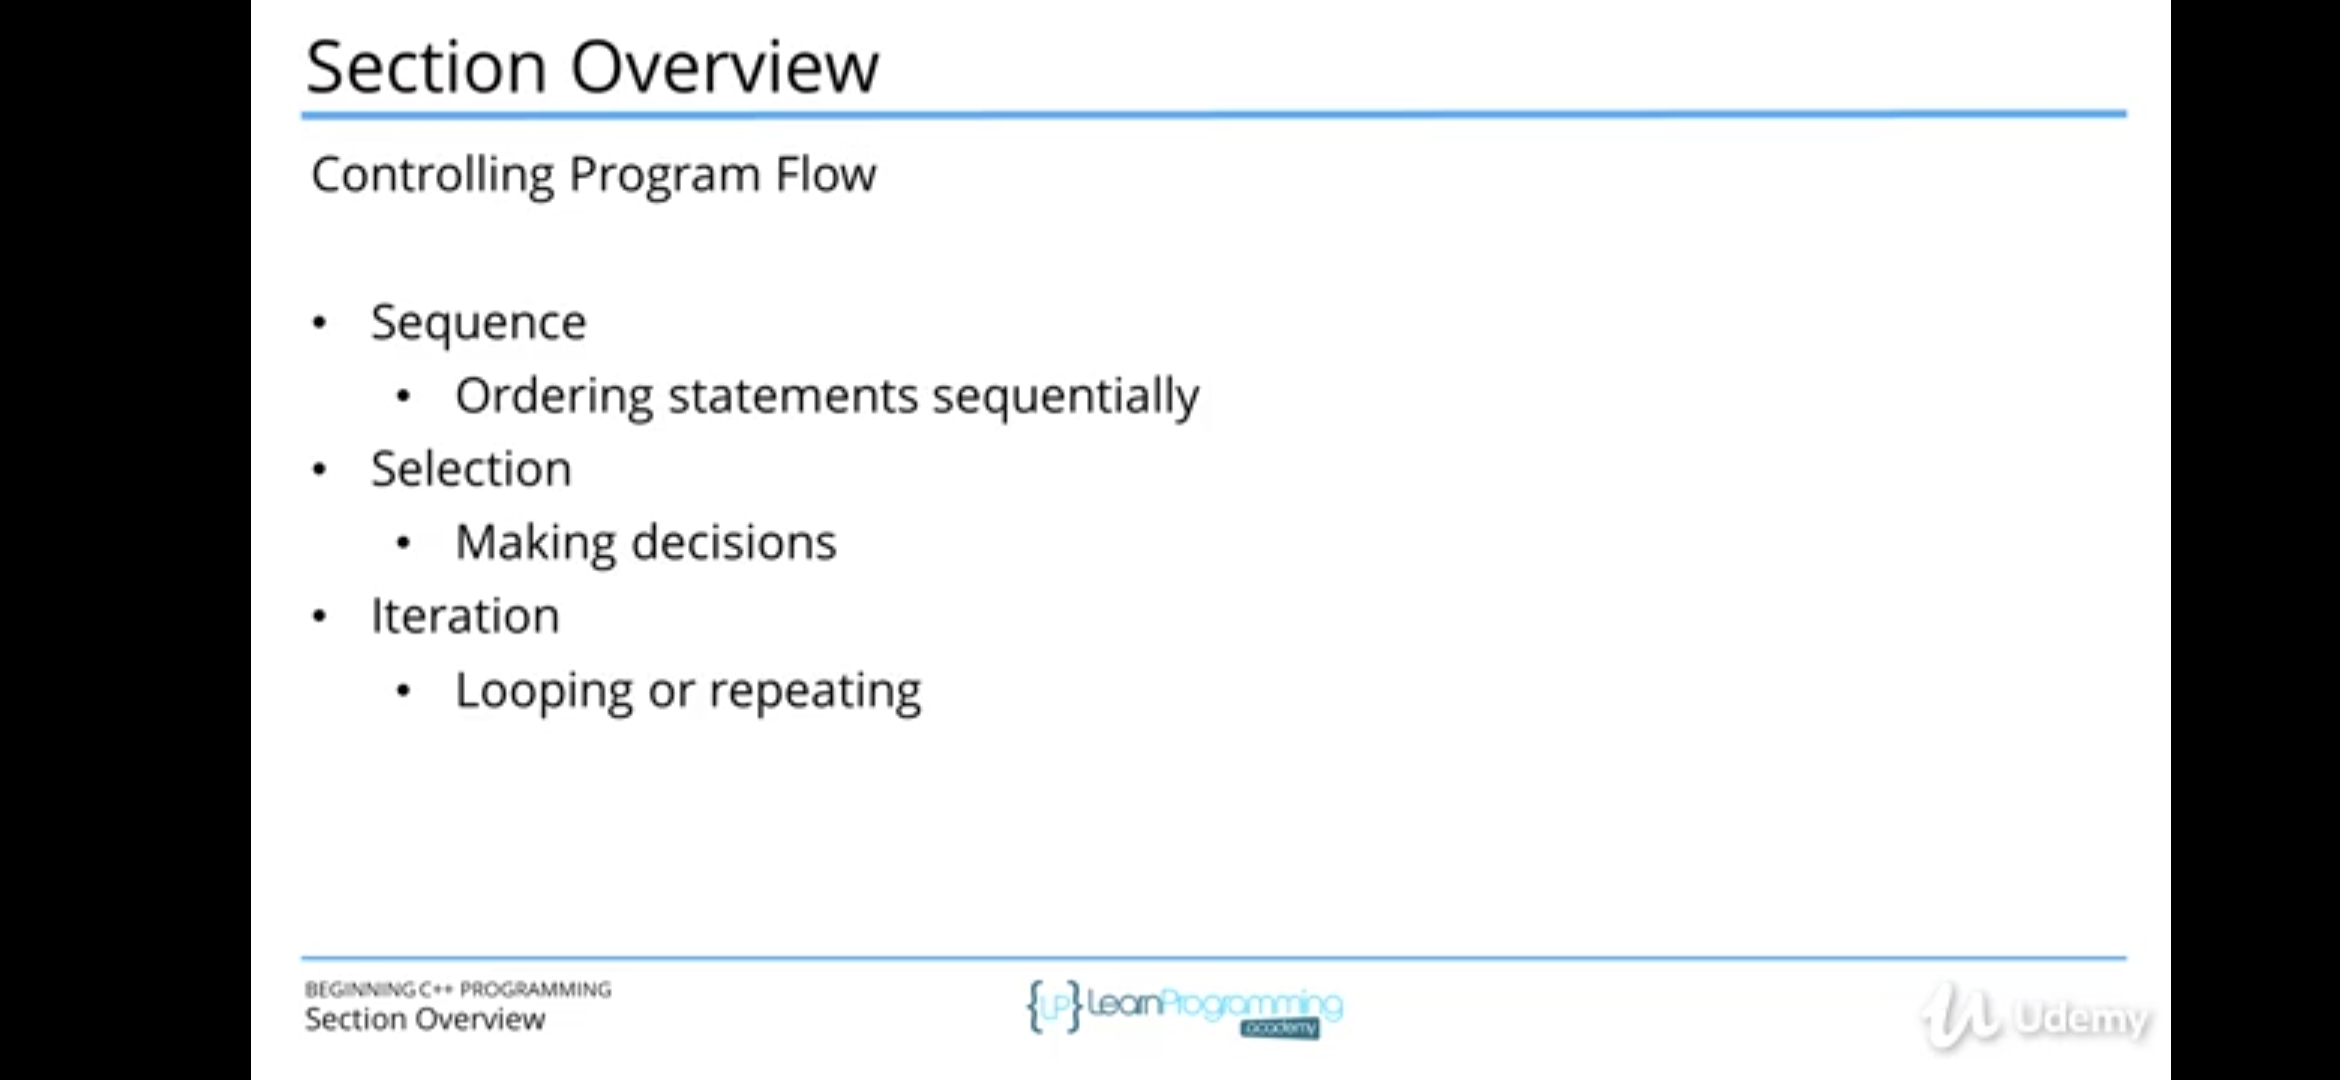 Section Overview
Controlling Program Flow
• Sequence
• Ordering statements sequentially
• Selection
• Making decisions
• Iteration
• Looping or repeating
BEGINNING C++ PROGRAMMING
Section Overview
{LP} LearnProgramming
academy
Udemy